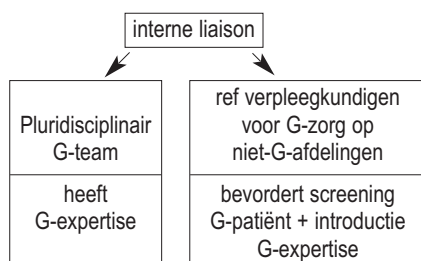 interne liaison
Pluridisciplinair
G-team
heeft
G-expertise
ref verpleegkundigen
voor G-zorg op
niet-G-afdelingen
bevordert screening
G-patiënt + introductie
G-expertise